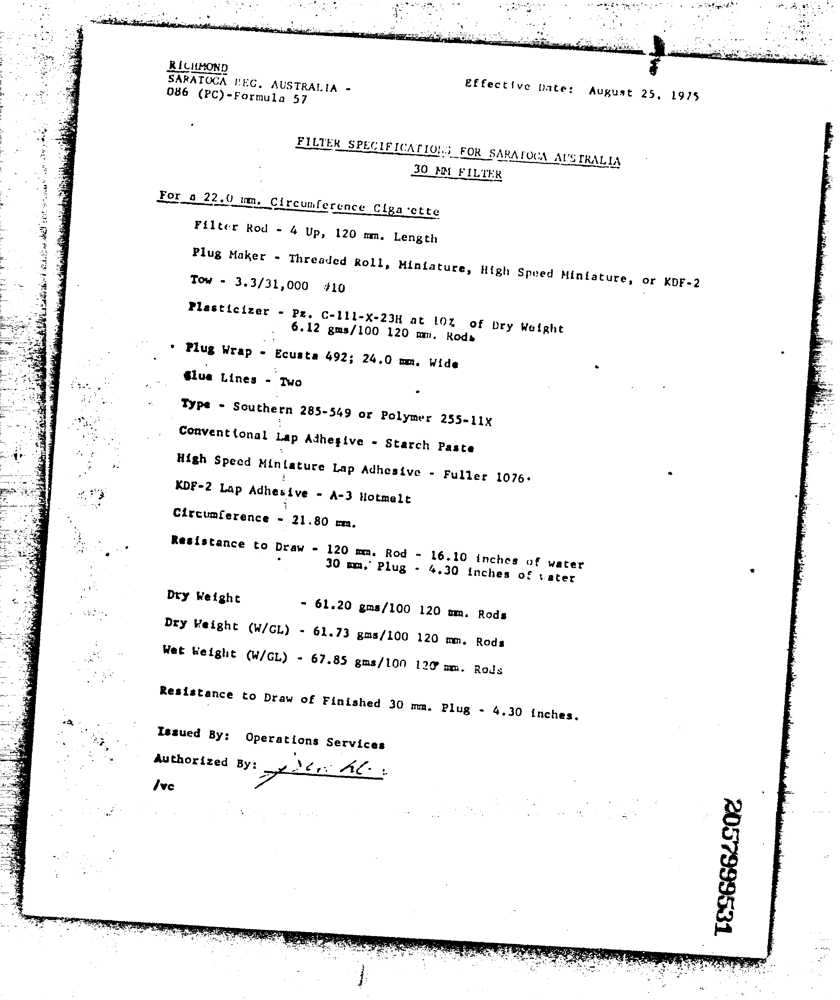 RICHMOND
SARATOGA REG. AUSTRALIA -
086 (PC)-Formula 57
Effective Date: August 25, 1975
FILTER SPECIFICATIONS FOR SARATOGA AUSTRALIA
30 MM FILTER
For a 22.0 mm. Circumference Cigarette
Filter Rod - 4 Up, 120 mm. Length
Plug Maker - Threaded Roll, Miniature, High Speed Miniature, or KDF-2
Tow - 3.3/31,000 #10
Plasticizer - Pz. C-111-X-23H at 10% of Dry Weight
6.12 gms/100 120 mm. Rods
Plug Wrap - Ecusta 492; 24.0 mm. Wide
Glue Lines - Two
Type - Southern 285-549 or Polymer 255-11X
Conventional Lap Adhesive - Starch Paste
High Speed Miniature Lap Adhesive - Fuller 1076.
KDF-2 Lap Adhesive - A-3 Hotmelt
Circumference - 21.80 mm.
Resistance to Draw - 120 mm. Rod - 16.10 inches of water
30 mm. Plug - 4.30 inches of water
Dry Weight - 61.20 gms/100 120 mm. Rods
Dry Weight (W/GL) - 61.73 gms/100 120 mm. Rods
Wet Weight (W/GL) - 67.85 gms/100 120 mm. Rods
Resistance to Draw of Finished 30 mm. Plug - 4.30 inches.
Issued By: Operations Services
Authorized By:
/vc
2057999531